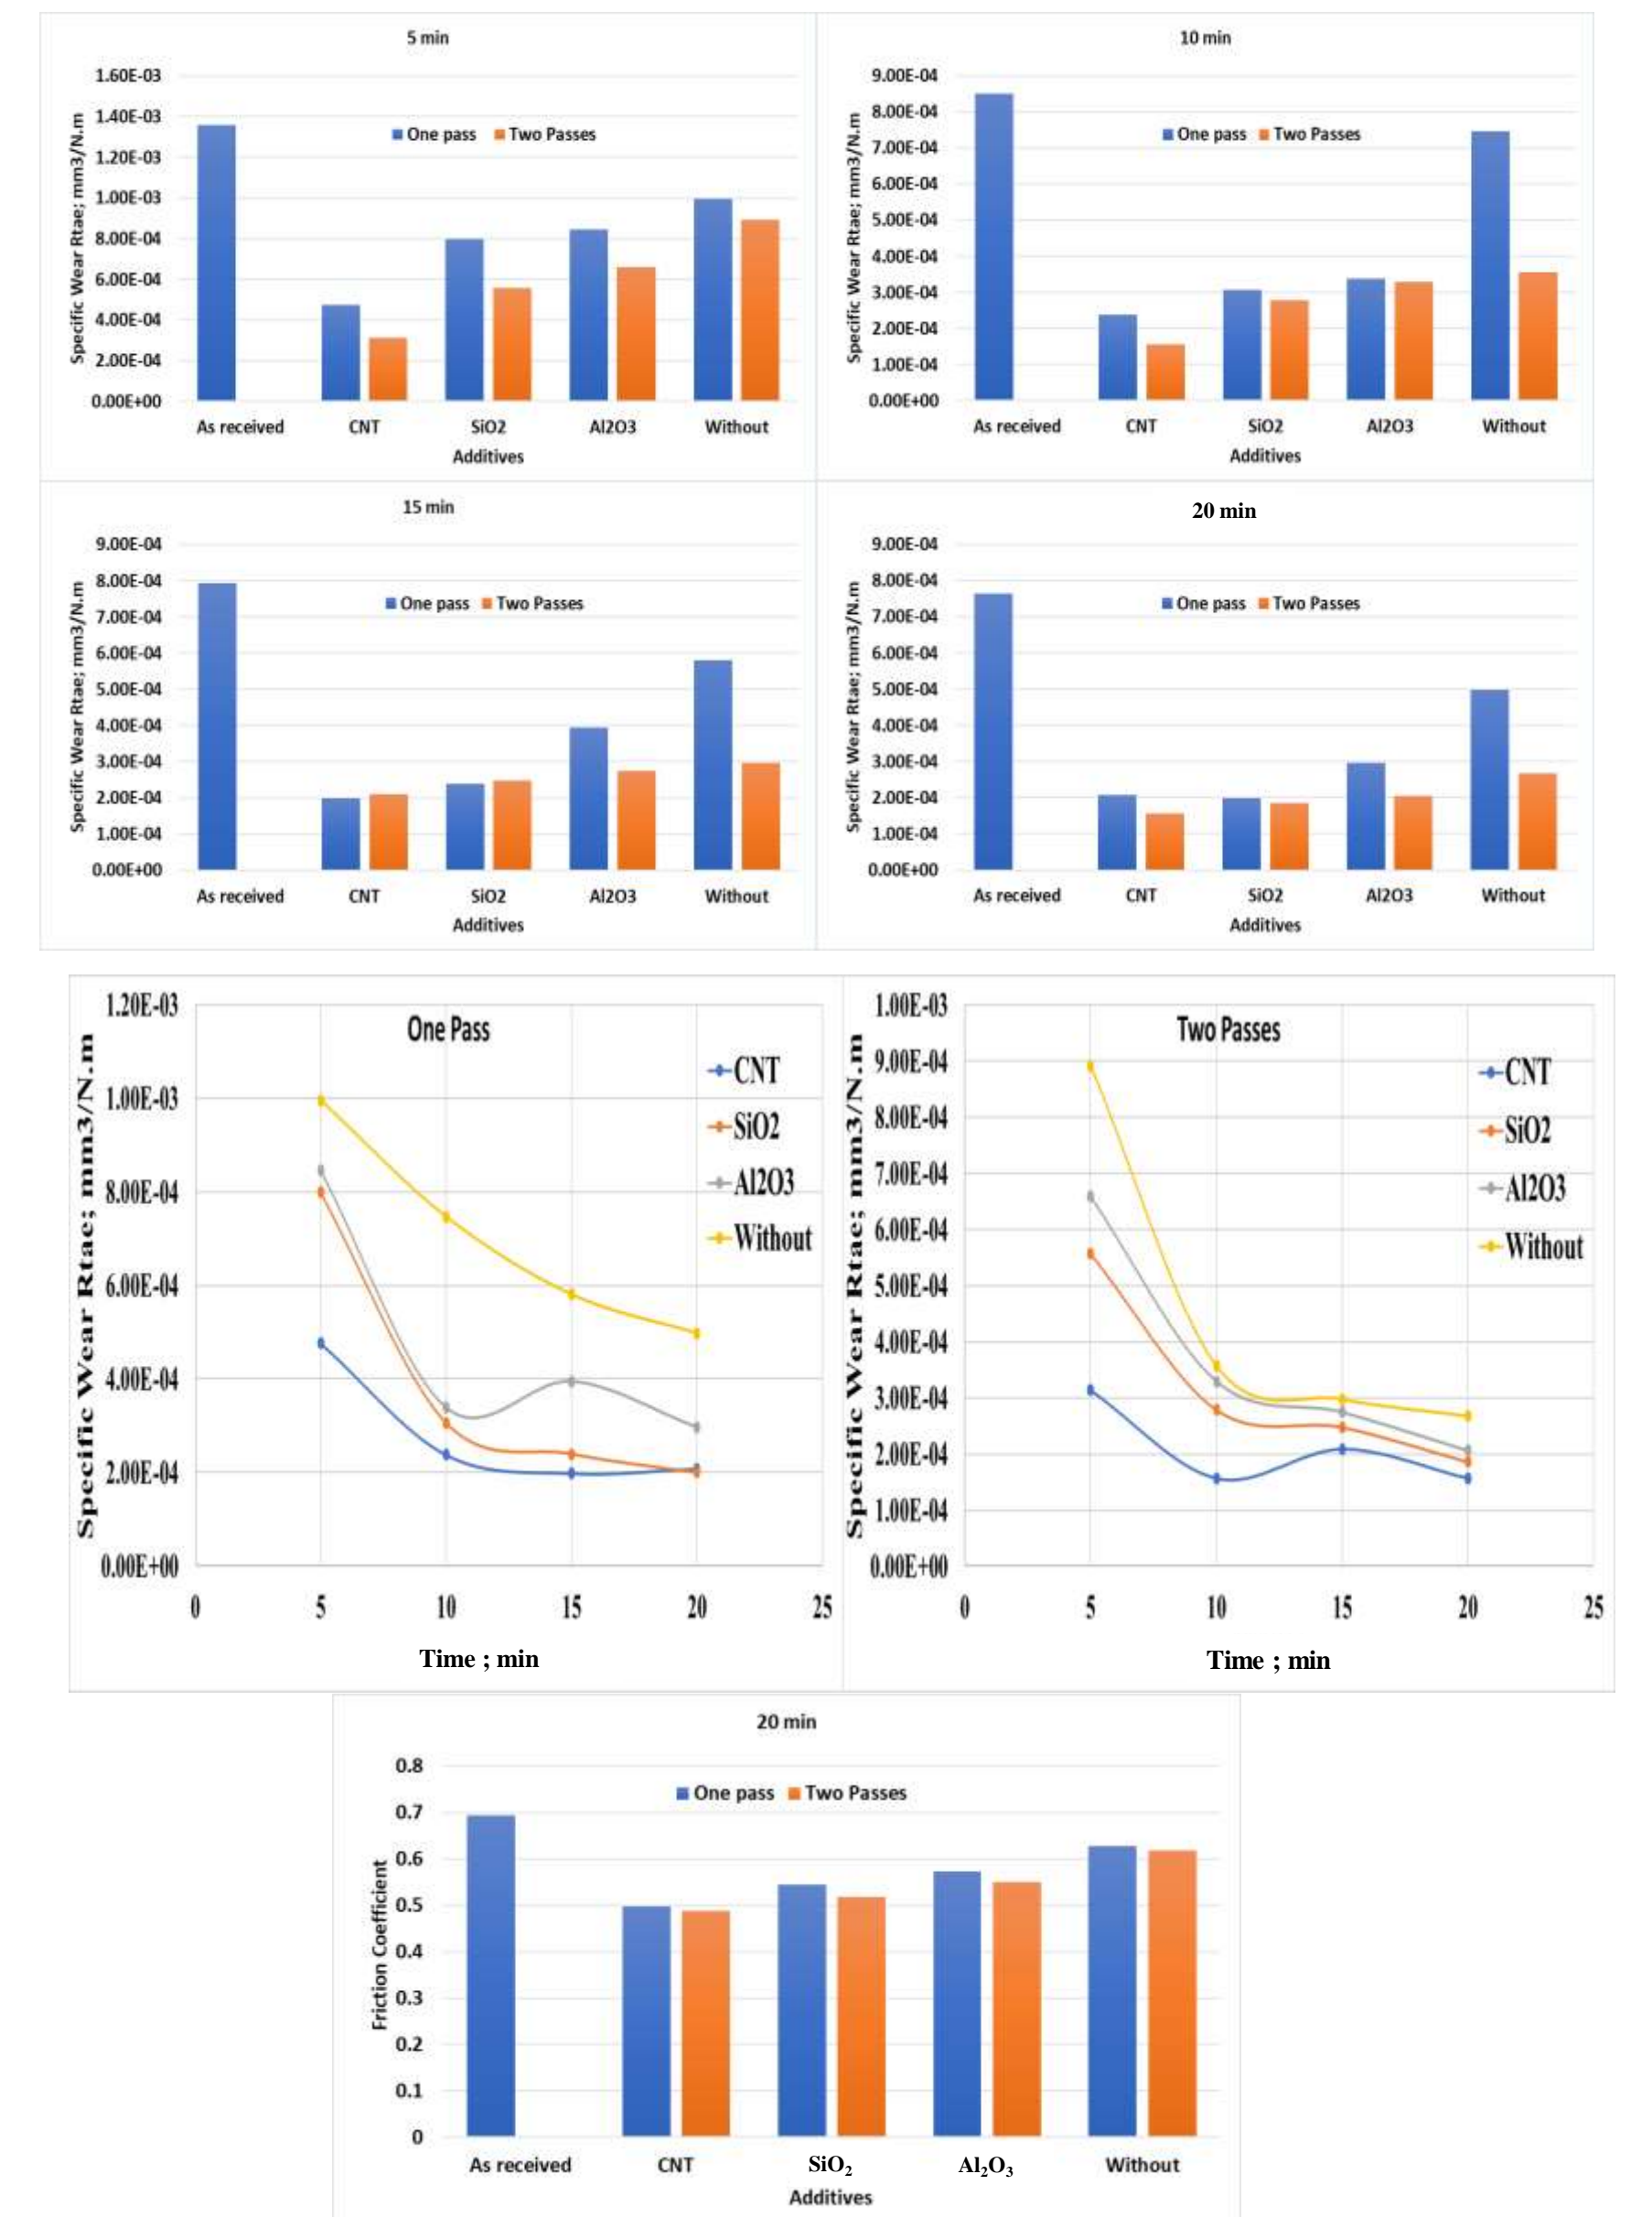 5 min
1.60E-03
1.40E-03
1.20E-03
1.00E-03
8.00E-04
6.00E-04
4.00E-04
2.00E-04
0.00E+00
Specific Wear Rtae; mm3/N.m
One pass Two Passes
As received CNT SiO2 Al2O3 Without
Additives
10 min
9.00E-04
8.00E-04
7.00E-04
6.00E-04
5.00E-04
4.00E-04
3.00E-04
2.00E-04
1.00E-04
0.00E+00
Specific Wear Rtae; mm3/N.m
One pass Two Passes
As received CNT SiO2 Al2O3 Without
Additives
15 min
9.00E-04
8.00E-04
7.00E-04
6.00E-04
5.00E-04
4.00E-04
3.00E-04
2.00E-04
1.00E-04
0.00E+00
Specific Wear Rtae; mm3/N.m
One pass Two Passes
As received CNT SiO2 Al2O3 Without
Additives
20 min
9.00E-04
8.00E-04
7.00E-04
6.00E-04
5.00E-04
4.00E-04
3.00E-04
2.00E-04
1.00E-04
0.00E+00
Specific Wear Rtae; mm3/N.m
One pass Two Passes
As received CNT SiO2 Al2O3 Without
Additives
One Pass
1.20E-03
1.00E-03
8.00E-04
6.00E-04
4.00E-04
2.00E-04
0.00E+00
Specific Wear Rtae; mm3/N.m
CNT
SiO2
Al2O3
Without
0 5 10 15 20 25
Time ; min
Two Passes
1.00E-03
9.00E-04
8.00E-04
7.00E-04
6.00E-04
5.00E-04
4.00E-04
3.00E-04
2.00E-04
1.00E-04
0.00E+00
Specific Wear Rtae; mm3/N.m
CNT
SiO2
Al2O3
Without
0 5 10 15 20 25
Time ; min
20 min
0.8
0.7
0.6
0.5
0.4
0.3
0.2
0.1
0
Friction Coefficient
One pass Two Passes
As received CNT SiO₂ Al₂O₃ Without
Additives